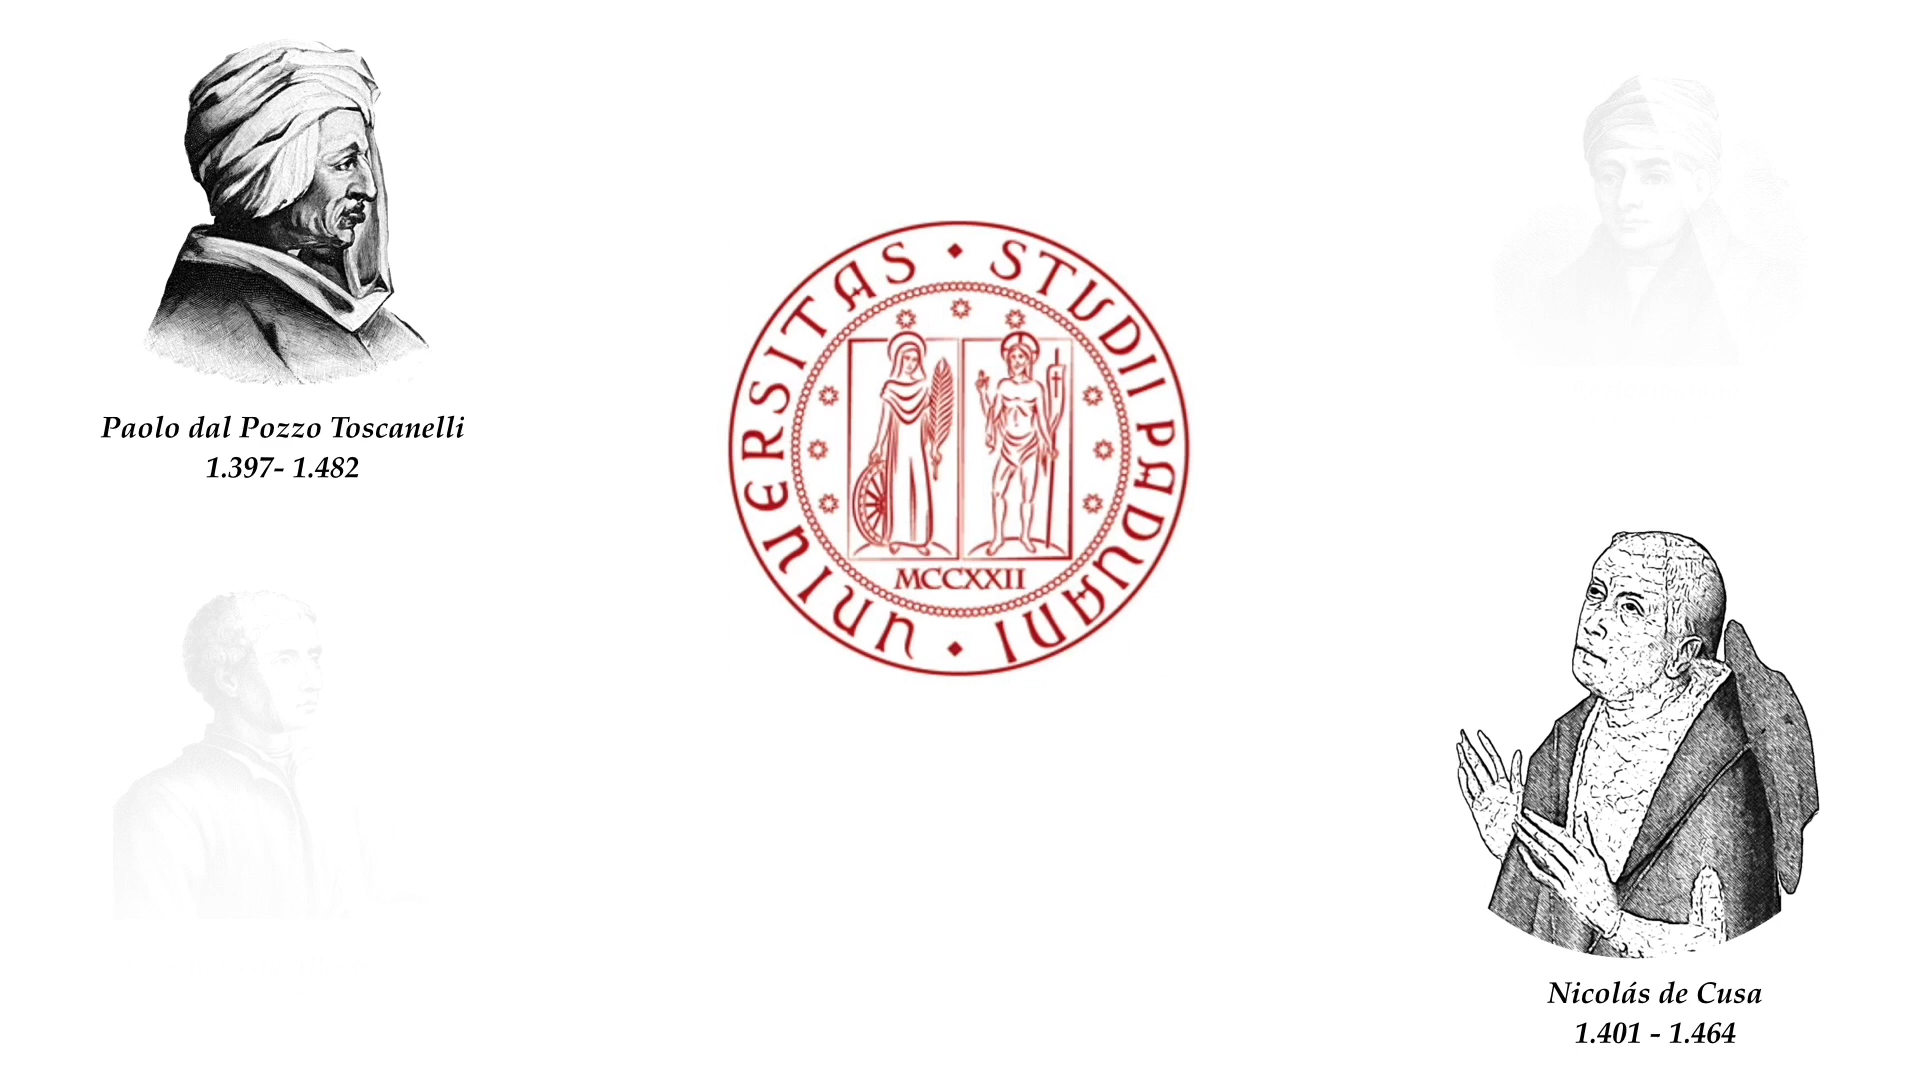 Paolo dal Pozzo Toscanelli
1.397- 1.482
UNIVERSITAS • STUDII PADUANI •
MCCXXII
Nicolás de Cusa
1.401 - 1.464